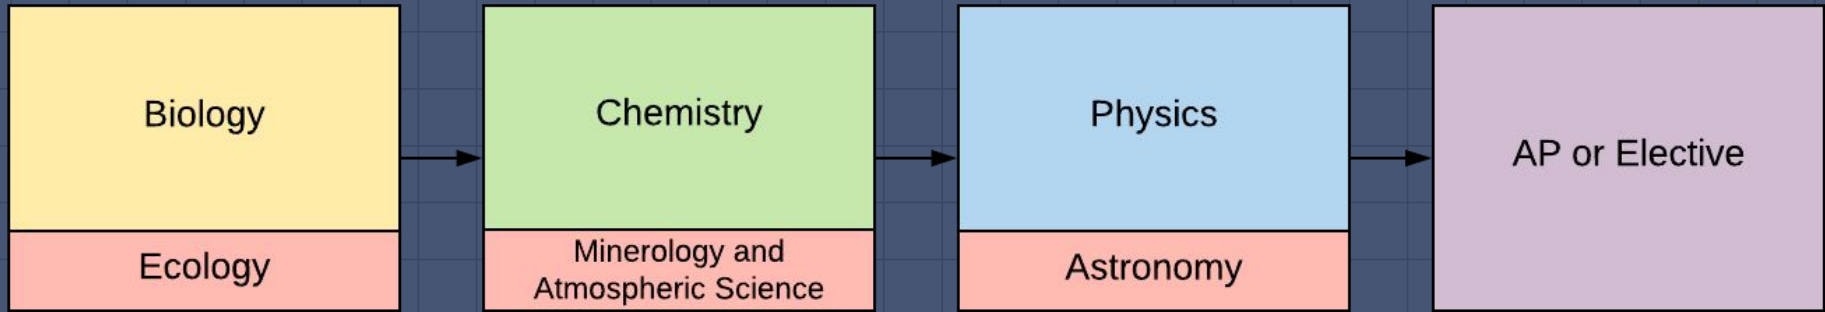 Biology
Ecology
Chemistry
Minerology and
Atmospheric Science
Physics
Astronomy
AP or Elective